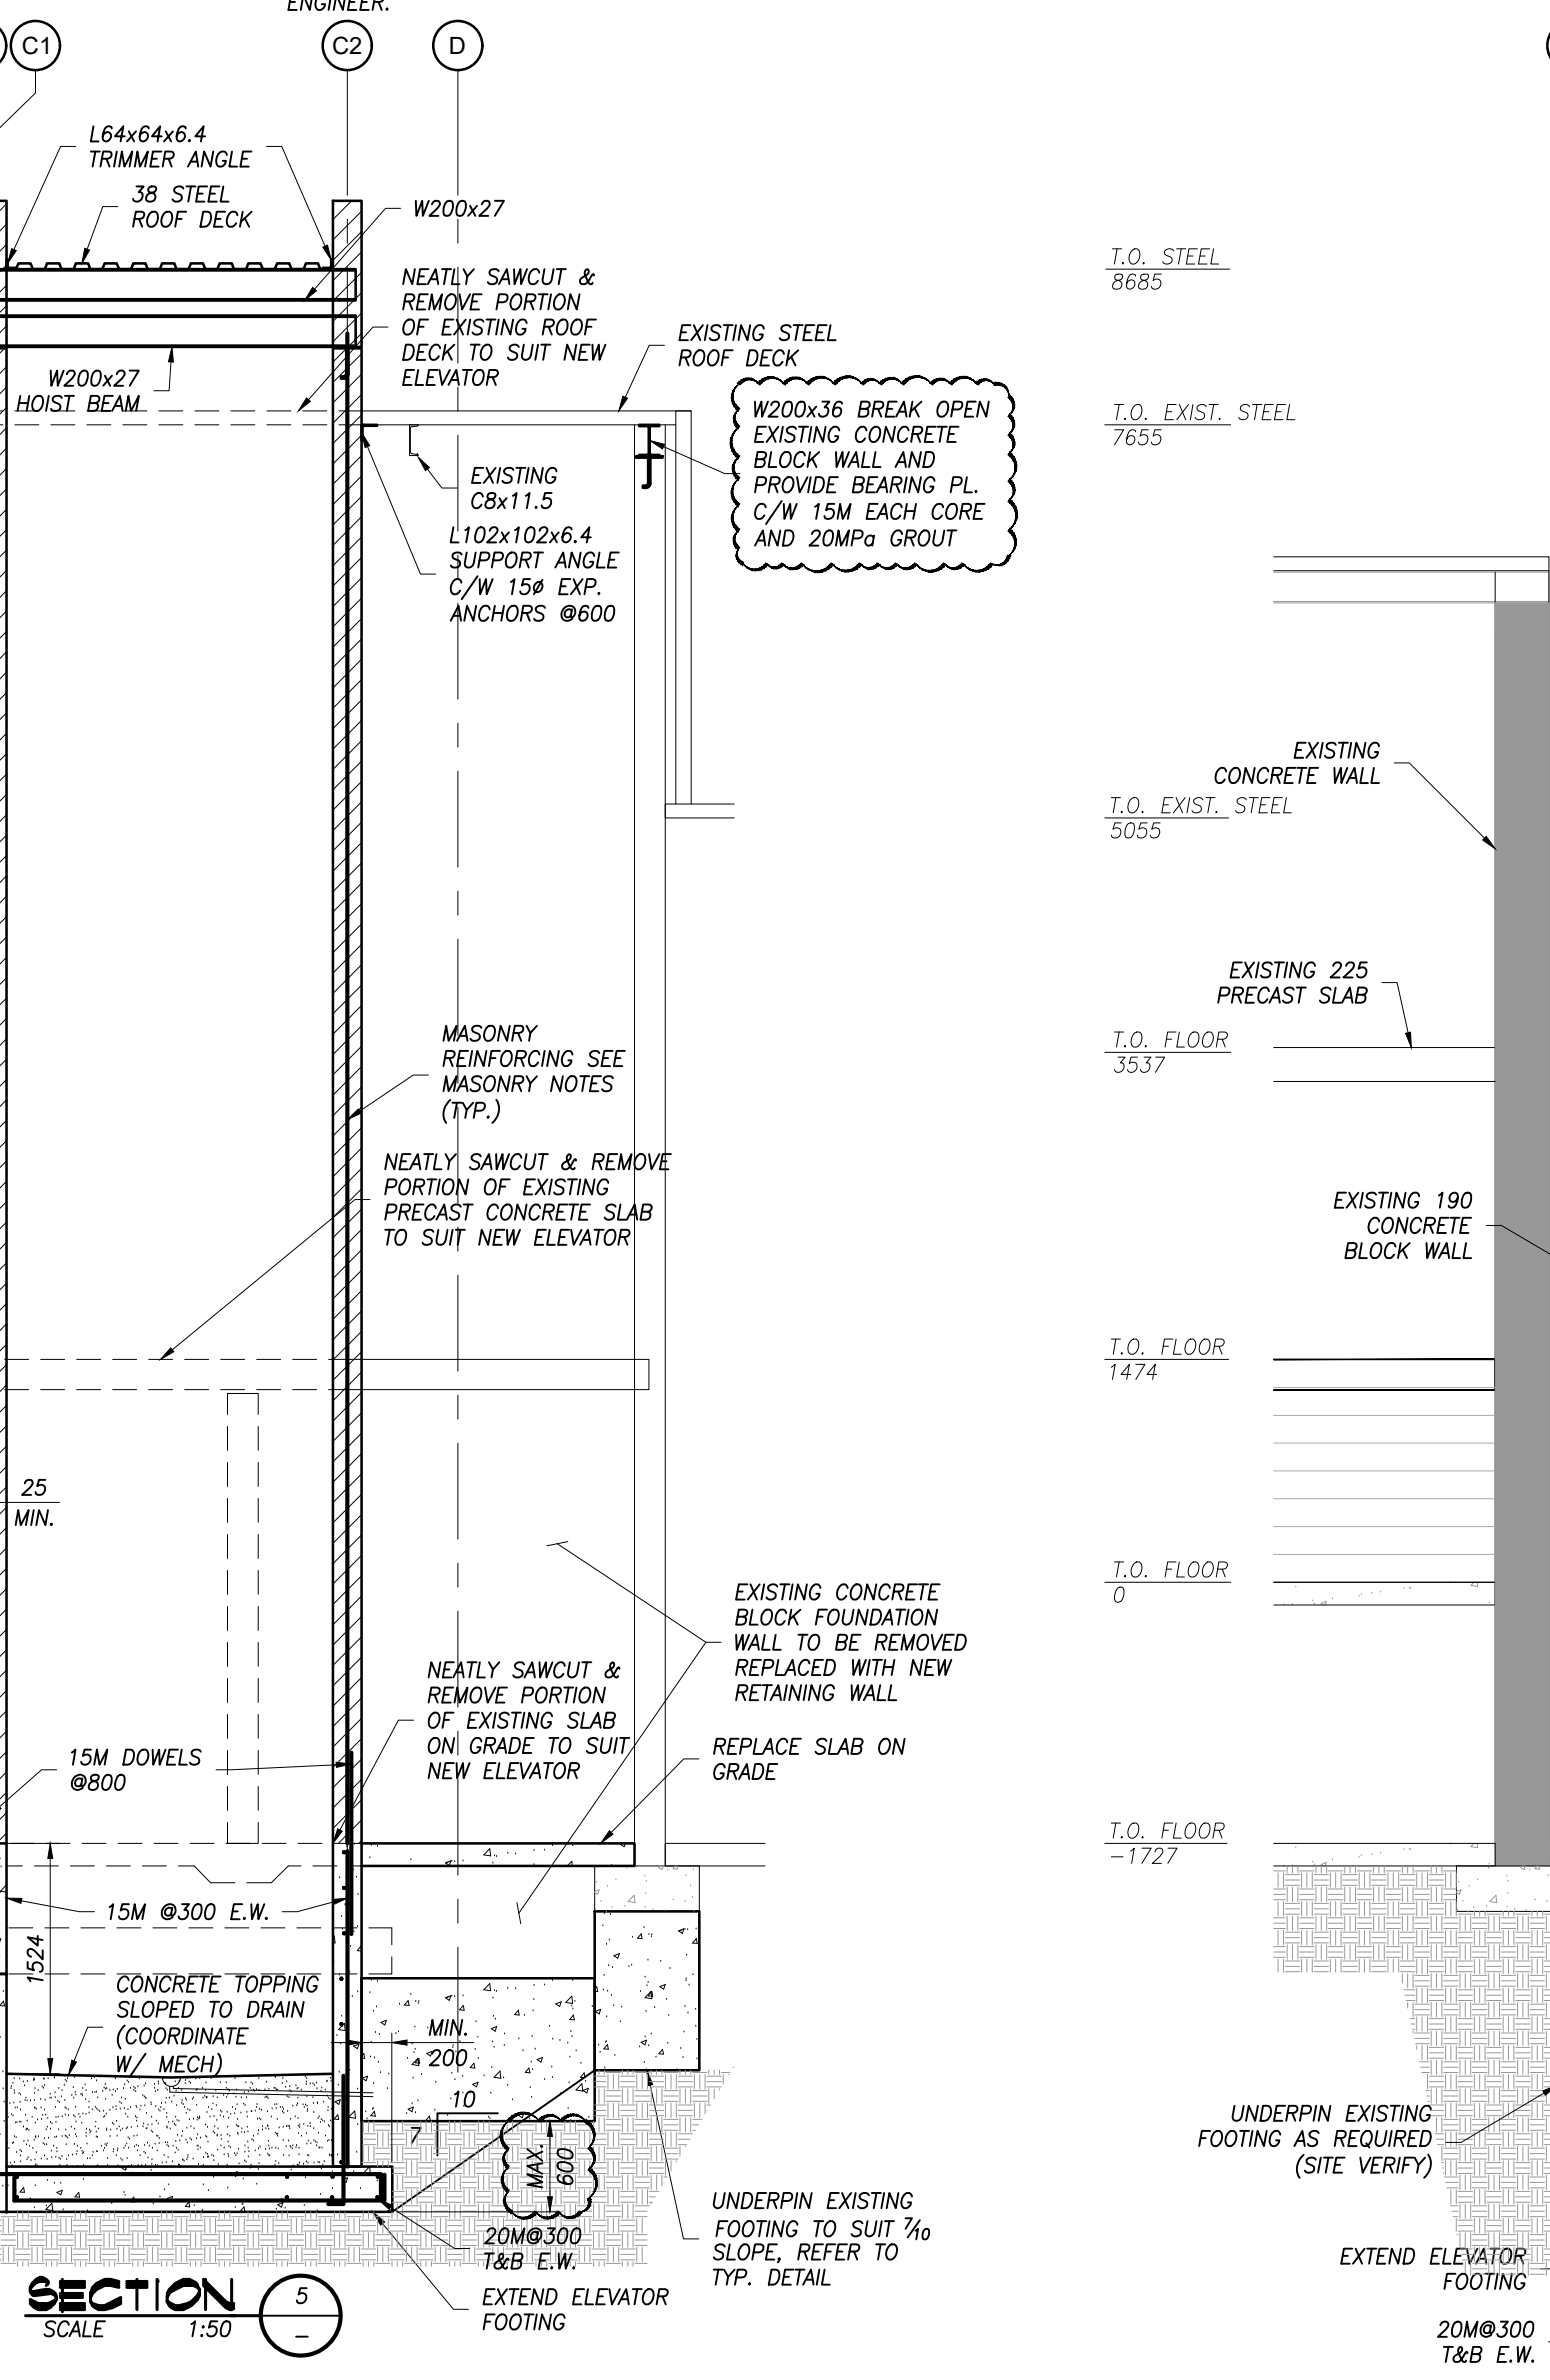 ENGINEER.
C1
C2
D
L64x64x6.4
TRIMMER ANGLE
38 STEEL
ROOF DECK
W200x27
NEATLY SAWCUT &
REMOVE PORTION
OF EXISTING ROOF
DECK TO SUIT NEW
ELEVATOR
W200x27
HOIST BEAM
EXISTING STEEL
ROOF DECK
W200x36 BREAK OPEN
EXISTING CONCRETE
BLOCK WALL AND
PROVIDE BEARING PL.
C/W 15M EACH CORE
AND 20MPa GROUT
EXISTING
C8x11.5
L102x102x6.4
SUPPORT ANGLE
C/W 15ø EXP.
ANCHORS @600
MASONRY
REINFORCING SEE
MASONRY NOTES
(TYP.)
NEATLY SAWCUT & REMOVE
PORTION OF EXISTING
PRECAST CONCRETE SLAB
TO SUIT NEW ELEVATOR
25
MIN.
EXISTING CONCRETE
BLOCK FOUNDATION
WALL TO BE REMOVED
REPLACED WITH NEW
RETAINING WALL
NEATLY SAWCUT &
REMOVE PORTION
OF EXISTING SLAB
ON GRADE TO SUIT
NEW ELEVATOR
REPLACE SLAB ON
GRADE
15M DOWELS
@800
15M @300 E.W.
1524
CONCRETE TOPPING
SLOPED TO DRAIN
(COORDINATE
W/ MECH)
MIN.
200
10
7
MAX.
600
20M@300
T&B E.W.
EXTEND ELEVATOR
FOOTING
UNDERPIN EXISTING
FOOTING TO SUIT 7/10
SLOPE, REFER TO
TYP. DETAIL
SECTION
SCALE 1:50
5
–
T.O. STEEL
8685
T.O. EXIST. STEEL
7655
T.O. EXIST. STEEL
5055
T.O. FLOOR
3537
T.O. FLOOR
1474
T.O. FLOOR
0
T.O. FLOOR
-1727
EXISTING
CONCRETE WALL
EXISTING 225
PRECAST SLAB
EXISTING 190
CONCRETE
BLOCK WALL
UNDERPIN EXISTING
FOOTING AS REQUIRED
(SITE VERIFY)
EXTEND ELEVATOR
FOOTING
20M@300
T&B E.W.